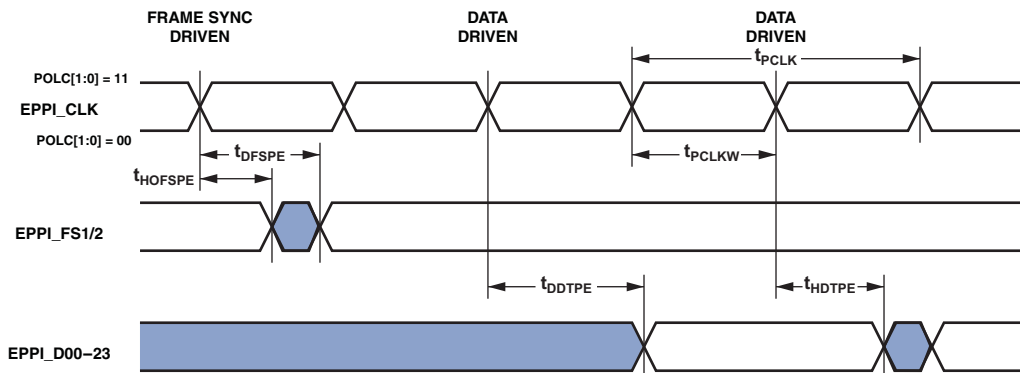 FRAME SYNC
DRIVEN
DATA
DRIVEN
DATA
DRIVEN
tPCLK
POLC[1:0] = 11
EPPI_CLK
POLC[1:0] = 00
tDFSPE
tPCLKW
tHOFSPE
EPPI_FS1/2
tDDTPE
tHDTPE
EPPI_D00–23